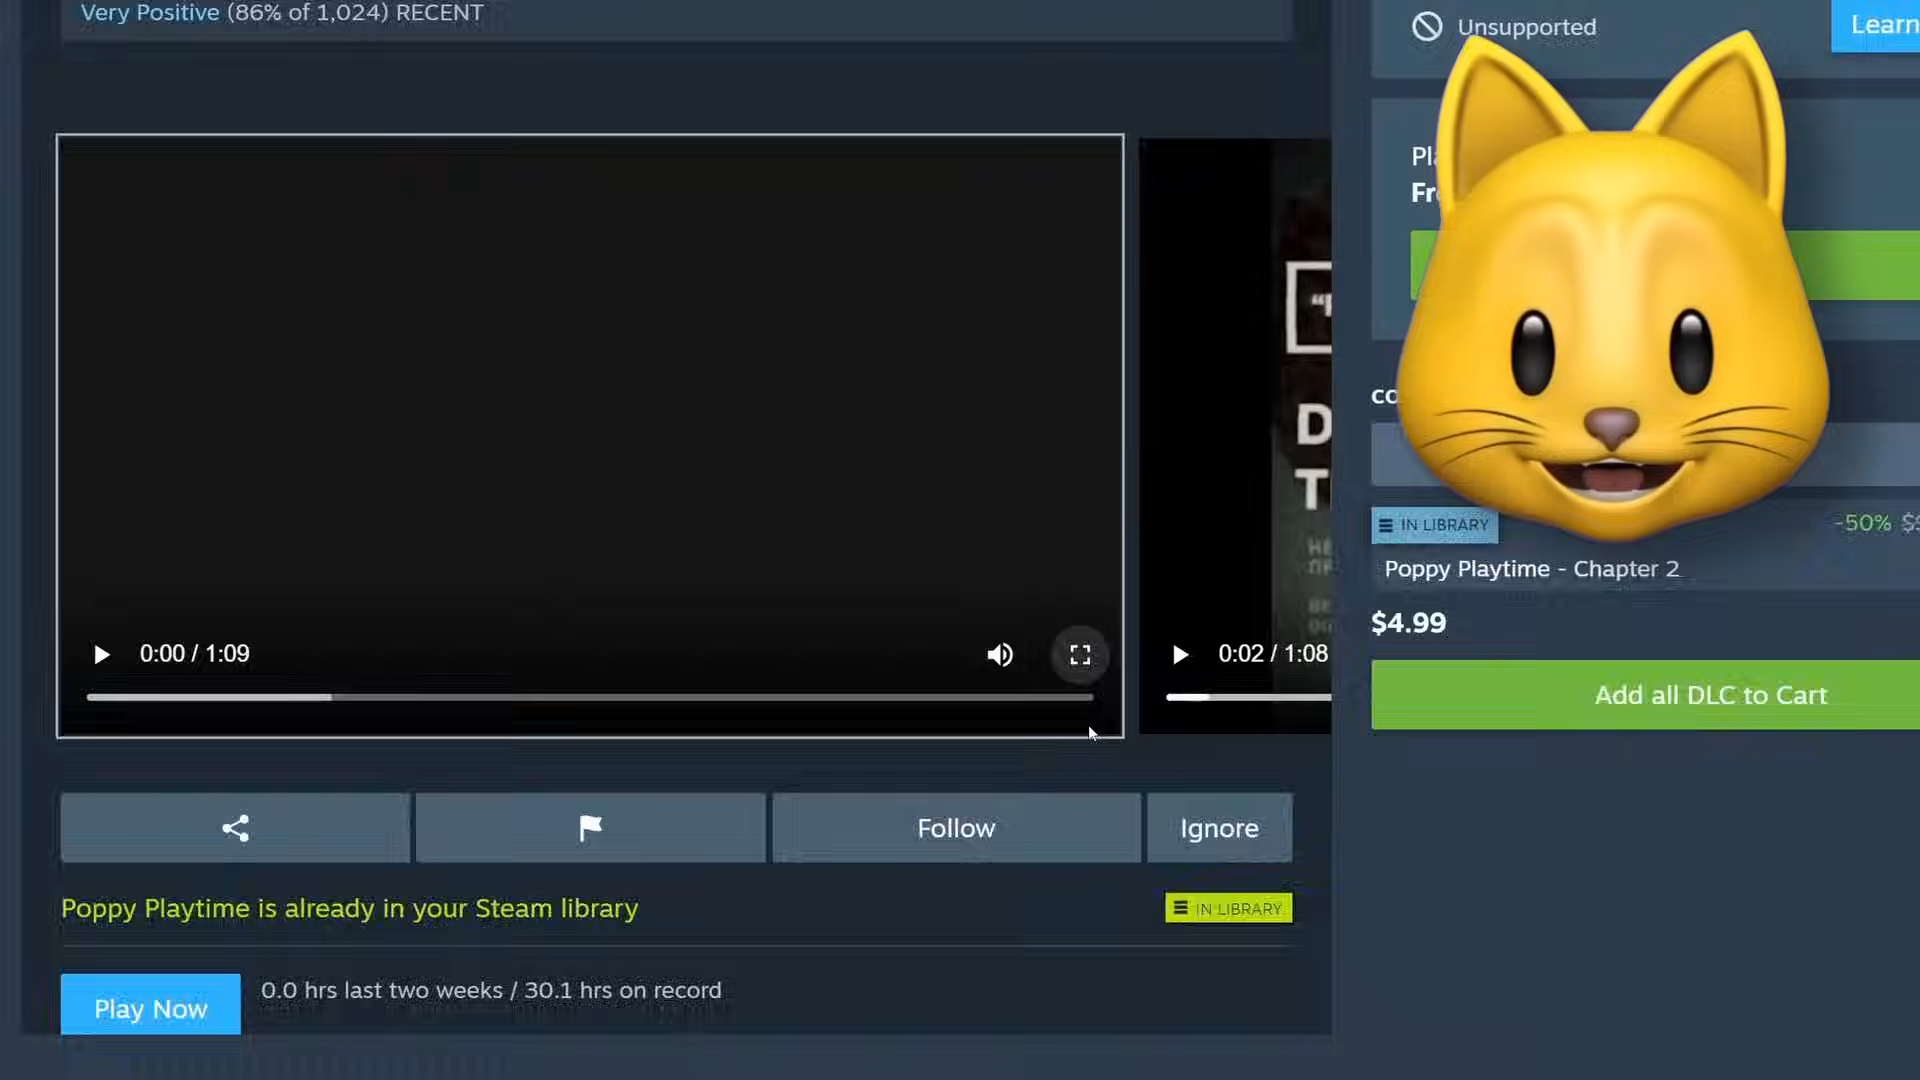 Very Positive (86% of 1,024) RECENT
Unsupported
Learn
0:00 / 1:09
0:02 / 1:08
IN LIBRARY
-50%
Poppy Playtime - Chapter 2
$4.99
Add all DLC to Cart
Follow
Ignore
Poppy Playtime is already in your Steam library
IN LIBRARY
Play Now
0.0 hrs last two weeks / 30.1 hrs on record